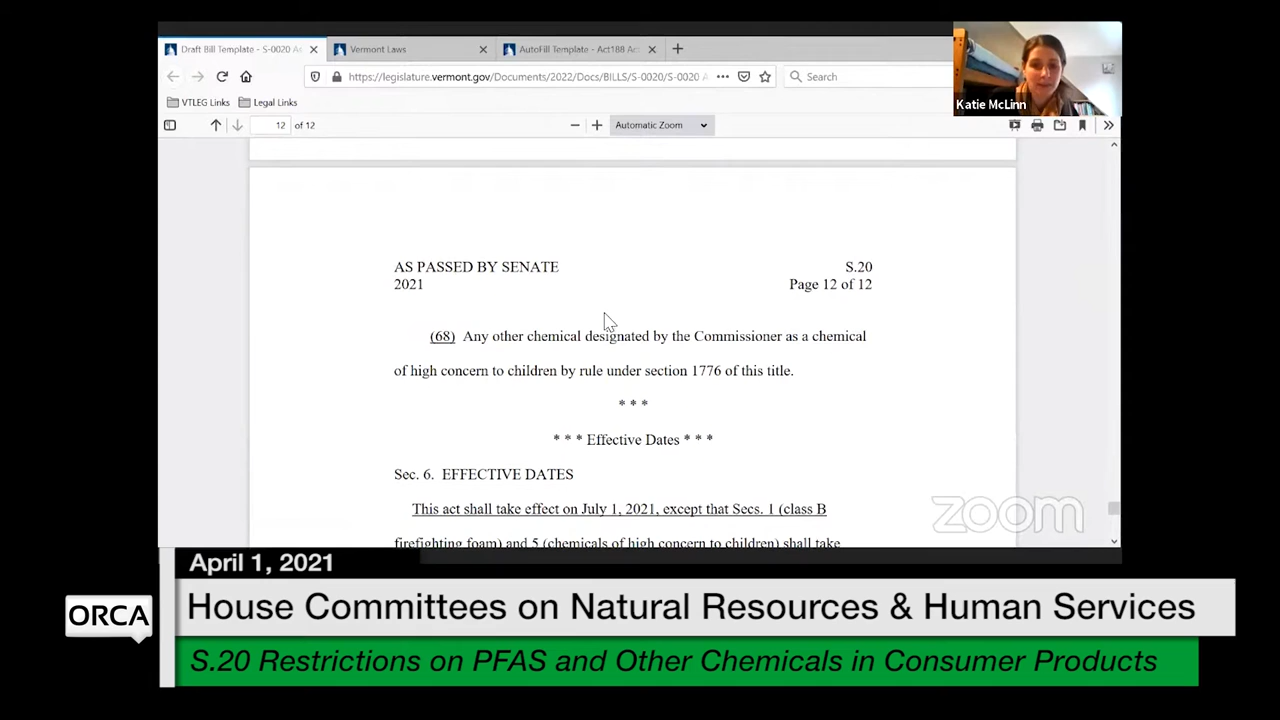 Draft Bill Template - S-0020 A
Vermont Laws
AutoFill Template - Act188 Ac
https://legislature.vermont.gov/Documents/2022/Docs/BILLS/S-0020/S-0020 A
Search
VTLEG Links
Legal Links
12 of 12
Automatic Zoom
Katie McLinn
AS PASSED BY SENATE S.20
2021 Page 12 of 12
(68) Any other chemical designated by the Commissioner as a chemical
of high concern to children by rule under section 1776 of this title.
* * *
* * * Effective Dates * * *
Sec. 6. EFFECTIVE DATES
This act shall take effect on July 1, 2021, except that Secs. 1 (class B
firefighting foam) and 5 (chemicals of high concern to children) shall take
zoom
April 1, 2021
ORCA
House Committees on Natural Resources & Human Services
S.20 Restrictions on PFAS and Other Chemicals in Consumer Products